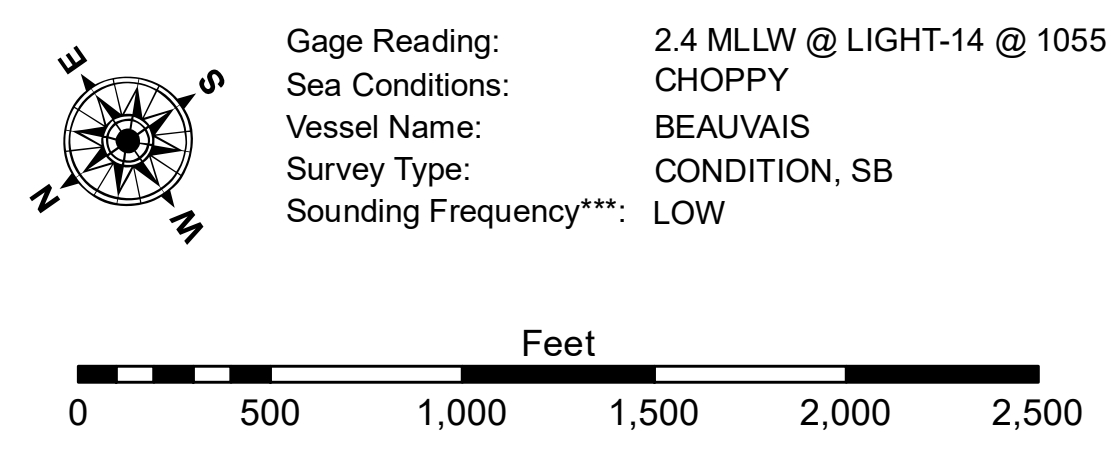 E
S
N
W
Gage Reading: 2.4 MLLW @ LIGHT-14 @ 1055
Sea Conditions: CHOPPY
Vessel Name: BEAUVAIS
Survey Type: CONDITION, SB
Sounding Frequency***: LOW
Feet
0 500 1,000 1,500 2,000 2,500